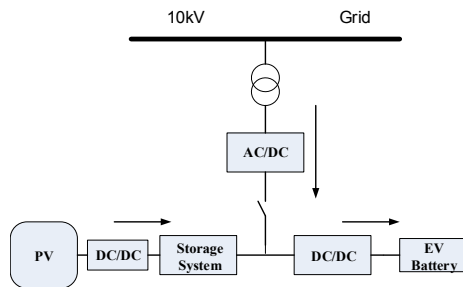 10kV Grid
AC/DC
PV
DC/DC
Storage
System
DC/DC
EV
Battery